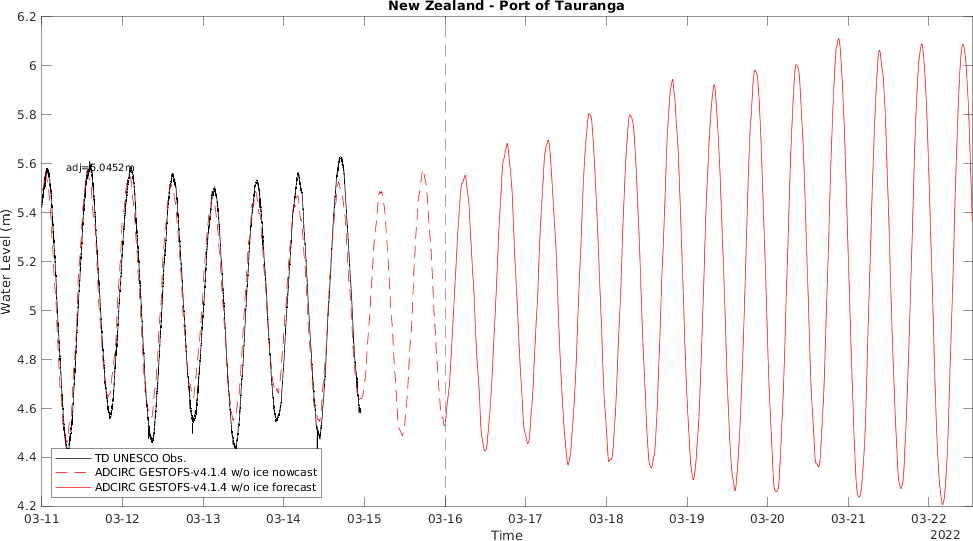 New Zealand - Port of Tauranga
6.2
6
5.8
5.6
5.4
5.2
5
4.8
4.6
4.4
4.2
Water Level (m)
adj=5.0452m
TD UNESCO Obs.
ADCIRC GESTOFS-v4.1.4 w/o ice nowcast
ADCIRC GESTOFS-v4.1.4 w/o ice forecast
03-11 03-12 03-13 03-14 03-15 03-16 03-17 03-18 03-19 03-20 03-21 03-22
Time
2022